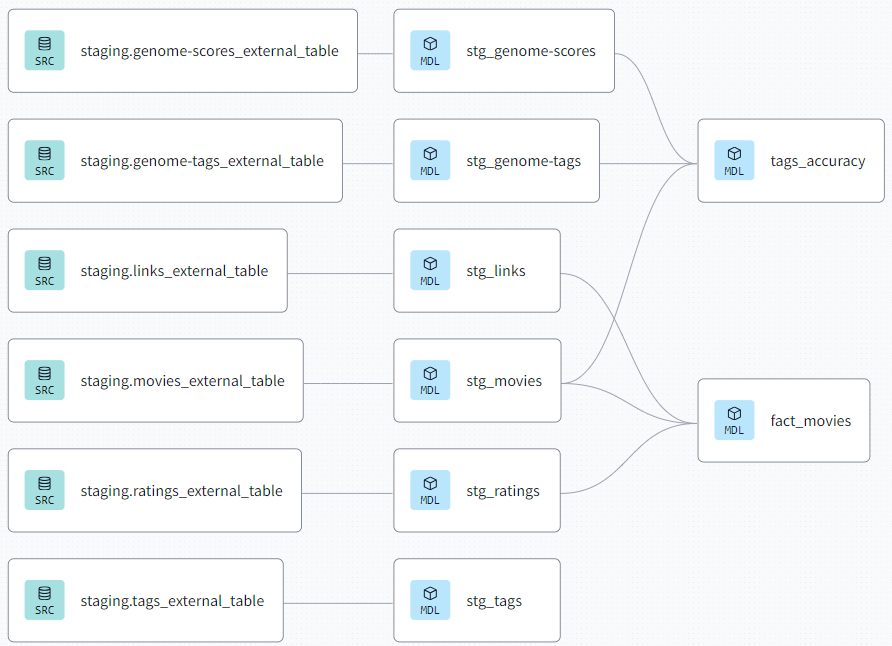 SRC staging.genome-scores_external_table
MDL stg_genome-scores
SRC staging.genome-tags_external_table
MDL stg_genome-tags
MDL tags_accuracy
SRC staging.links_external_table
MDL stg_links
SRC staging.movies_external_table
MDL stg_movies
MDL fact_movies
SRC staging.ratings_external_table
MDL stg_ratings
SRC staging.tags_external_table
MDL stg_tags